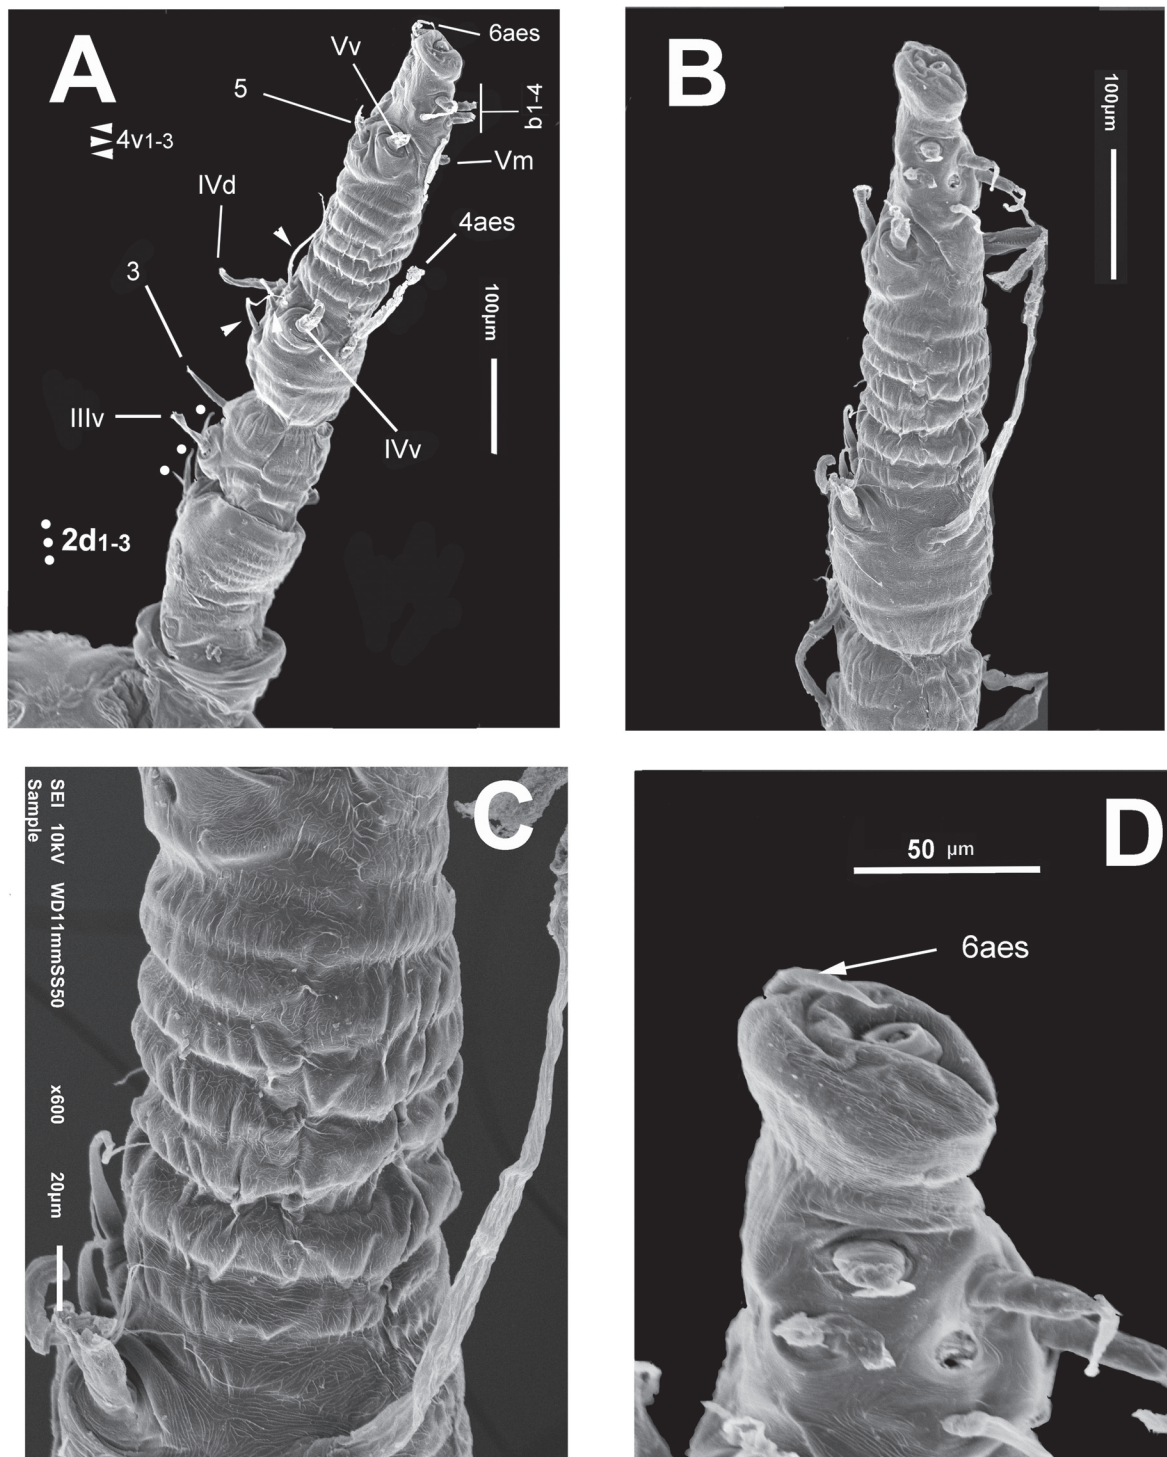 A
6aes
Vv
5
b1-4
4v1-3
Vm
IVd
4aes
3
100µm
IIIv
IVv
2d1-3
B
100µm
C
SEI 10kV WD11mmSS50 x600 20µm
Sample
D
50 µm
6aes